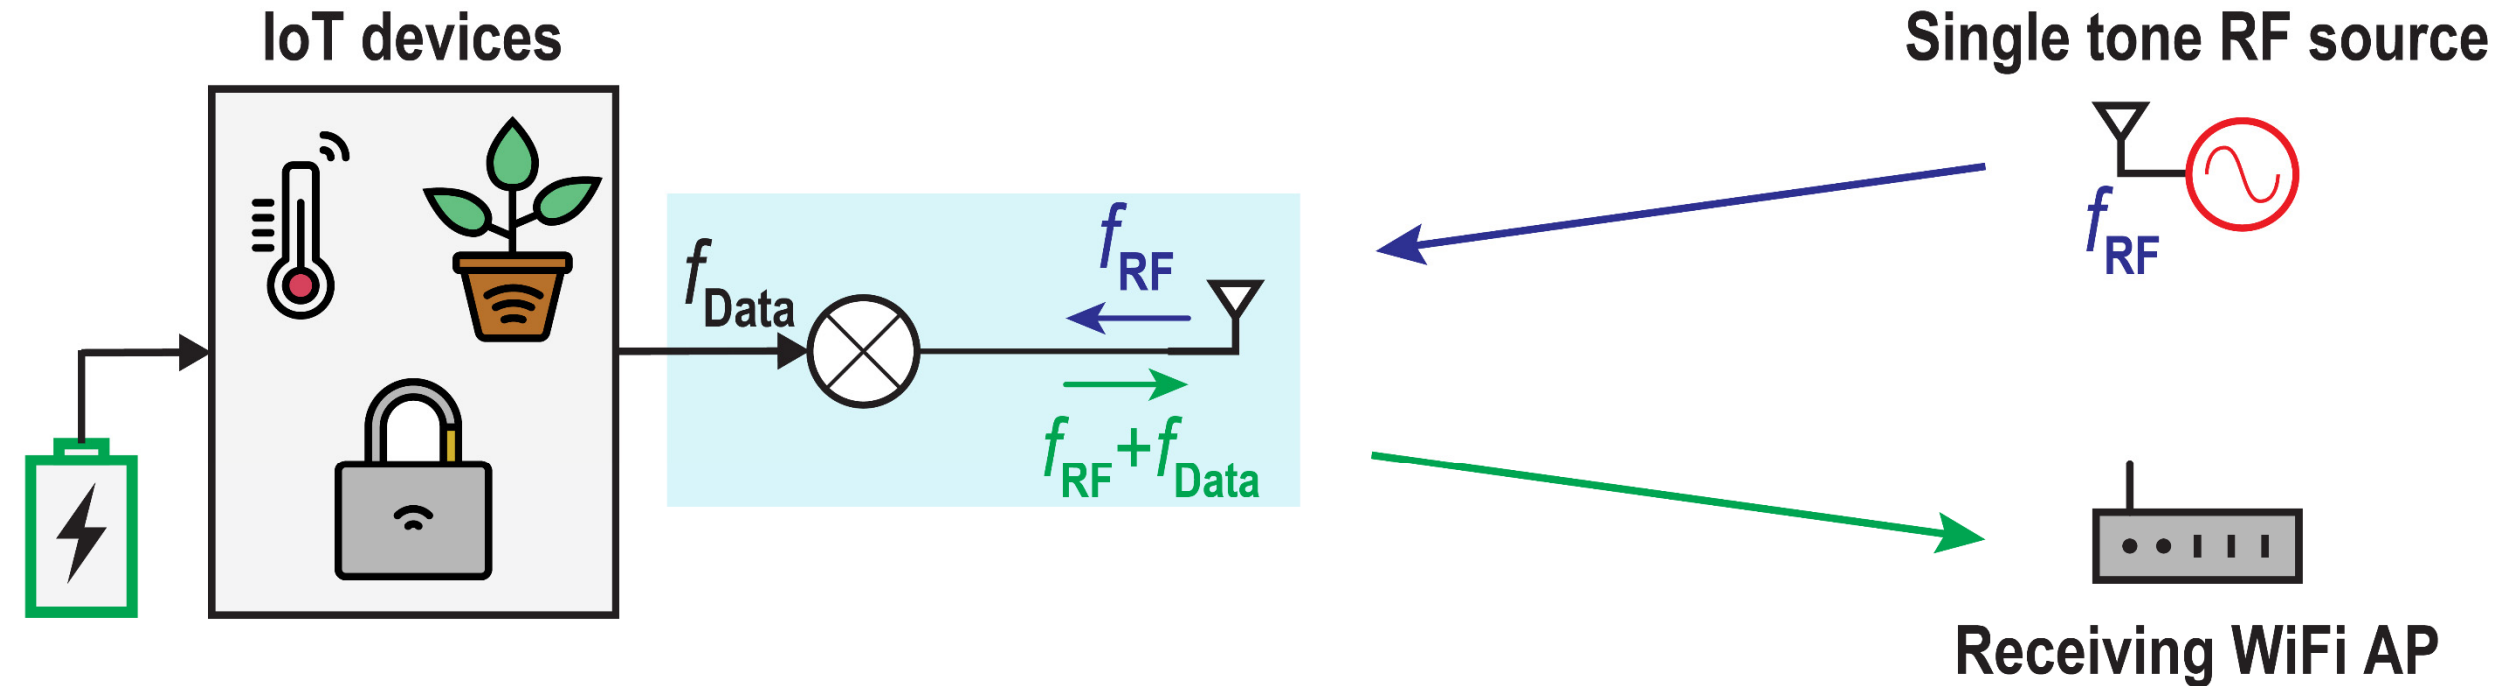 IoT devices
Single tone RF source
fRF
fData
fRF
fRF+fData
Receiving WiFi AP